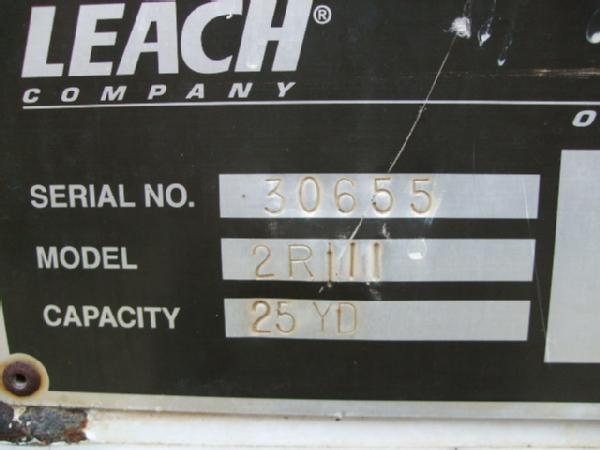 LEACH®
COMPANY
O
SERIAL NO. 30655
MODEL 2RIII
CAPACITY 25 YD